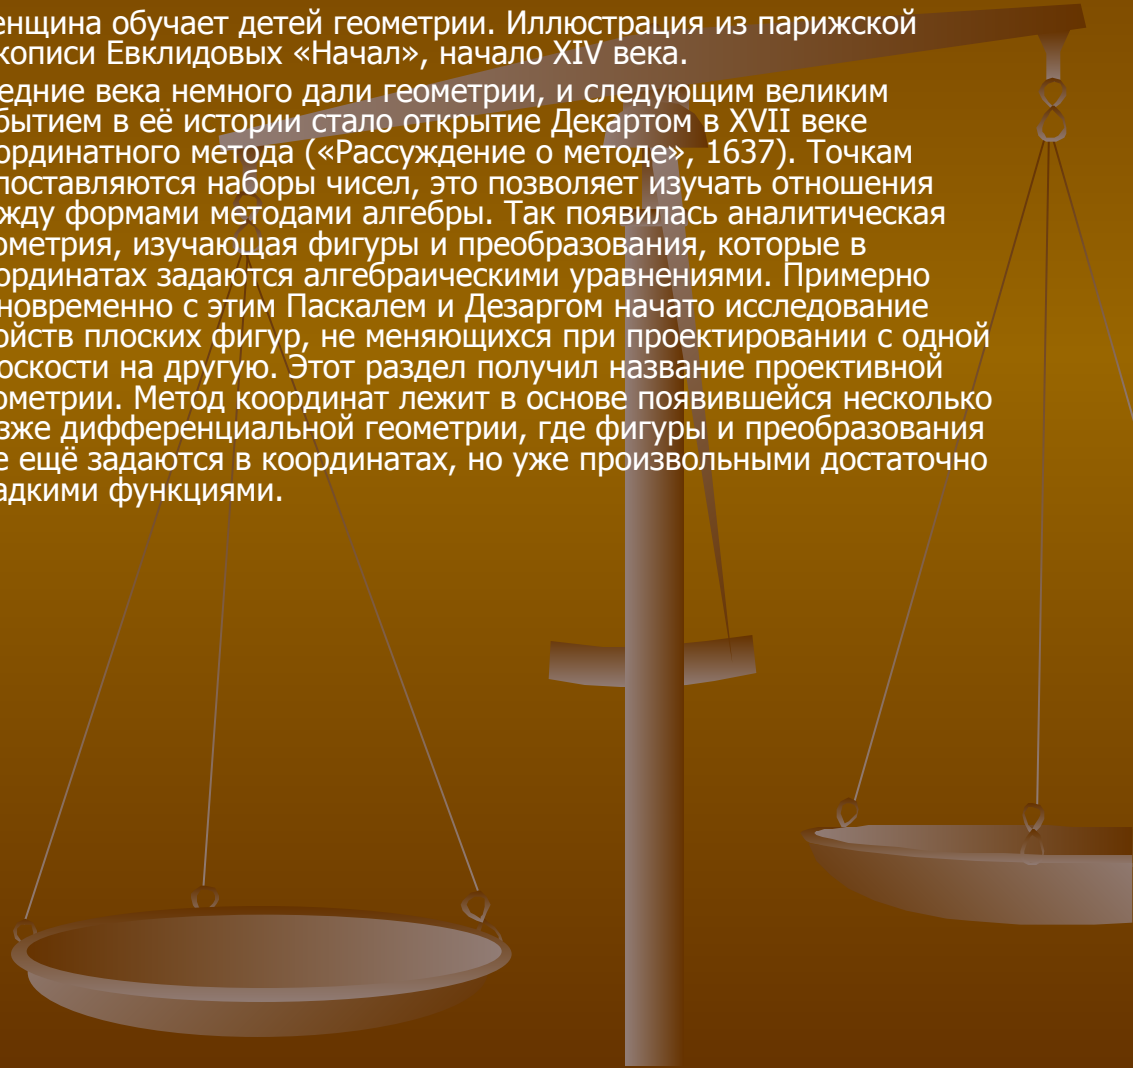 енщина обучает детей геометрии. Иллюстрация из парижской
кописи Евклидовых «Начал», начало XIV века.
едние века немного дали геометрии, и следующим великим
бытием в её истории стало открытие Декартом в XVII веке
ординатного метода («Рассуждение о методе», 1637). Точкам
поставляются наборы чисел, это позволяет изучать отношения
жду формами методами алгебры. Так появилась аналитическая
ометрия, изучающая фигуры и преобразования, которые в
ординатах задаются алгебраическими уравнениями. Примерно
новременно с этим Паскалем и Дезаргом начато исследование
ойств плоских фигур, не меняющихся при проектировании с одной
оскости на другую. Этот раздел получил название проективной
ометрии. Метод координат лежит в основе появившейся несколько
зже дифференциальной геометрии, где фигуры и преобразования
е ещё задаются в координатах, но уже произвольными достаточно
адкими функциями.